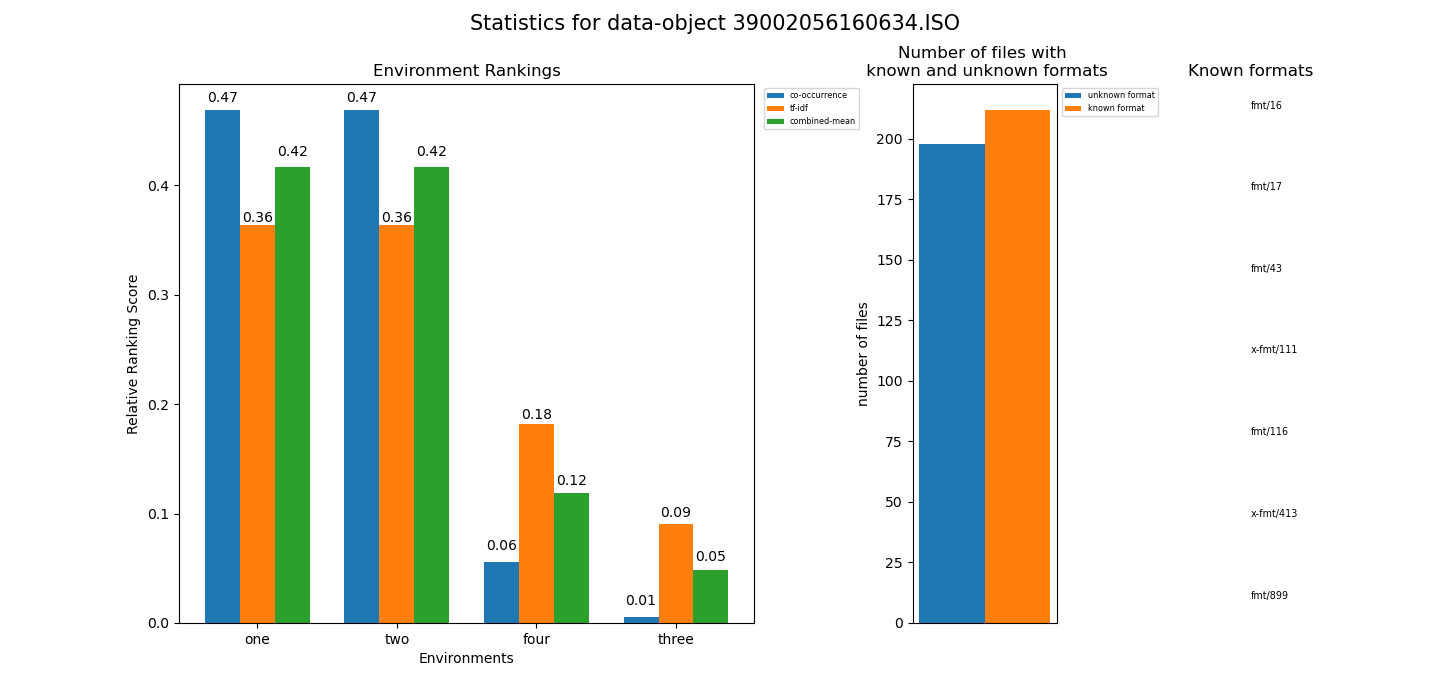 Statistics for data-object 39002056160634.ISO
Environment Rankings
Relative Ranking Score
0.4
0.3
0.2
0.1
0.0
0.47
0.36
0.42
0.47
0.36
0.42
0.06
0.18
0.12
0.01
0.09
0.05
one
two
four
three
Environments
co-occurrence
tf-idf
combined-mean
Number of files with
known and unknown formats
number of files
200
175
150
125
100
75
50
25
0
unknown format
known format
Known formats
fmt/16
fmt/17
fmt/43
x-fmt/111
fmt/116
x-fmt/413
fmt/899